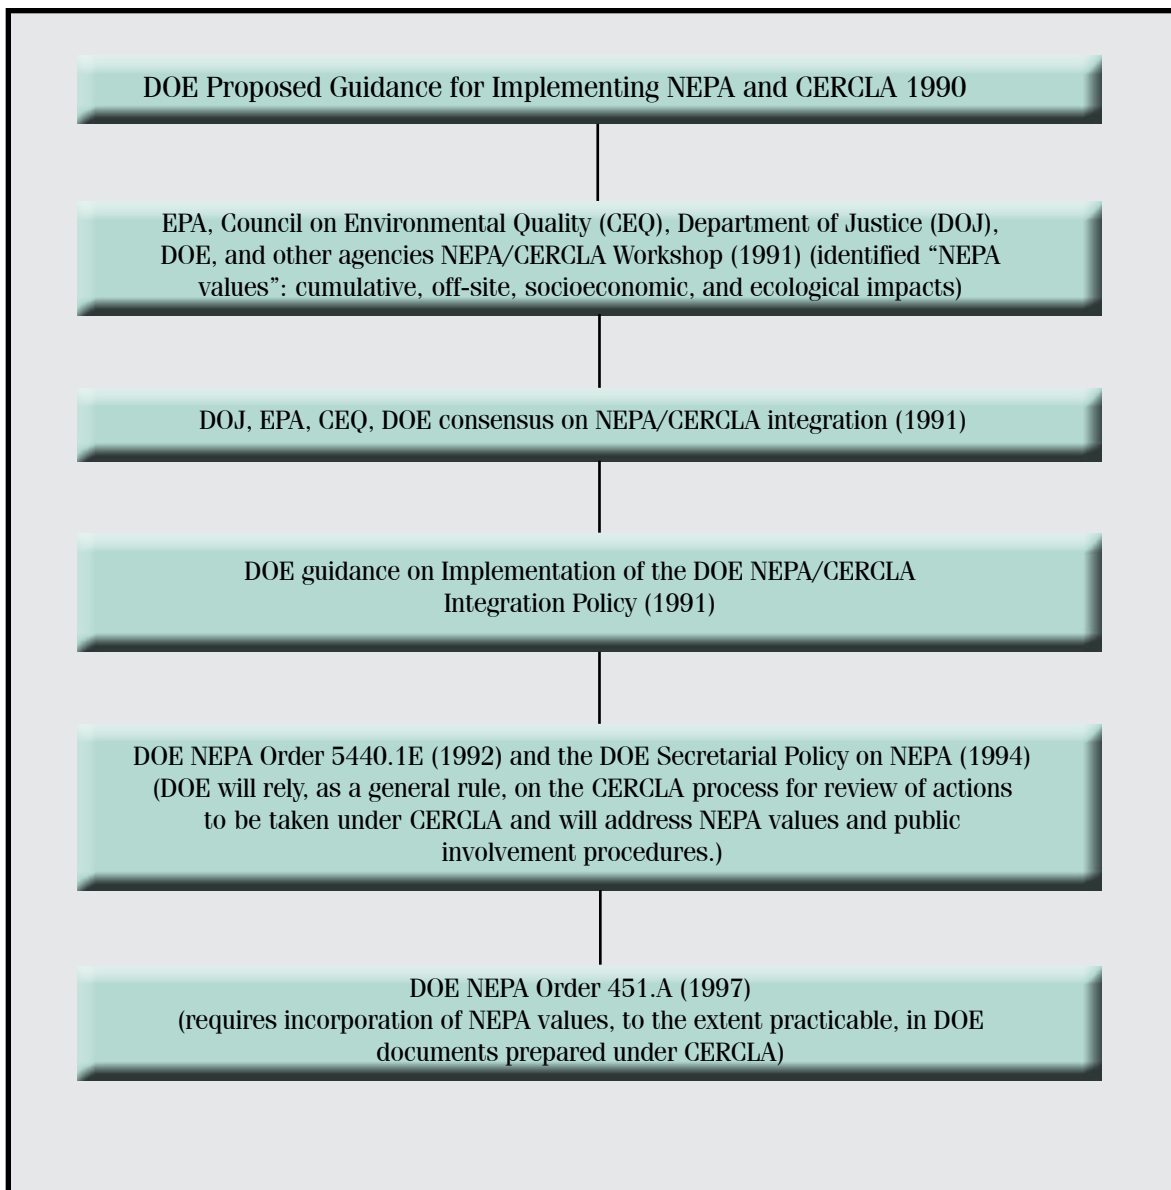 DOE Proposed Guidance for Implementing NEPA and CERCLA 1990
EPA, Council on Environmental Quality (CEQ), Department of Justice (DOJ),
DOE, and other agencies NEPA/CERCLA Workshop (1991) (identified “NEPA
values”: cumulative, off-site, socioeconomic, and ecological impacts)
DOJ, EPA, CEQ, DOE consensus on NEPA/CERCLA integration (1991)
DOE guidance on Implementation of the DOE NEPA/CERCLA
Integration Policy (1991)
DOE NEPA Order 5440.1E (1992) and the DOE Secretarial Policy on NEPA (1994)
(DOE will rely, as a general rule, on the CERCLA process for review of actions
to be taken under CERCLA and will address NEPA values and public
involvement procedures.)
DOE NEPA Order 451.A (1997)
(requires incorporation of NEPA values, to the extent practicable, in DOE
documents prepared under CERCLA)